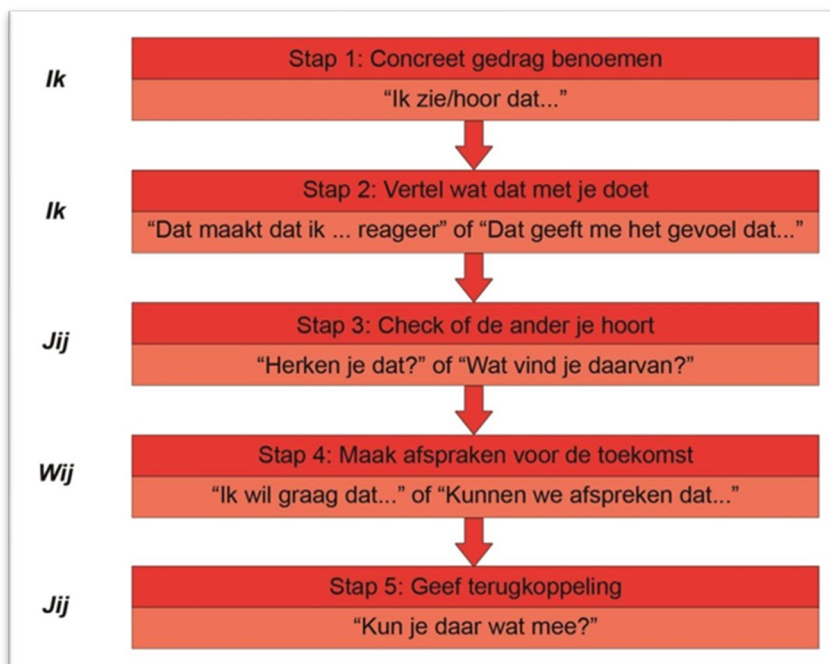 Ik
Stap 1: Concreet gedrag benoemen
“Ik zie/hoor dat...”
Ik
Stap 2: Vertel wat dat met je doet
“Dat maakt dat ik ... reageer” of “Dat geeft me het gevoel dat...”
Jij
Stap 3: Check of de ander je hoort
“Herken je dat?” of “Wat vind je daarvan?”
Wij
Stap 4: Maak afspraken voor de toekomst
“Ik wil graag dat...” of “Kunnen we afspreken dat...”
Jij
Stap 5: Geef terugkoppeling
“Kun je daar wat mee?”